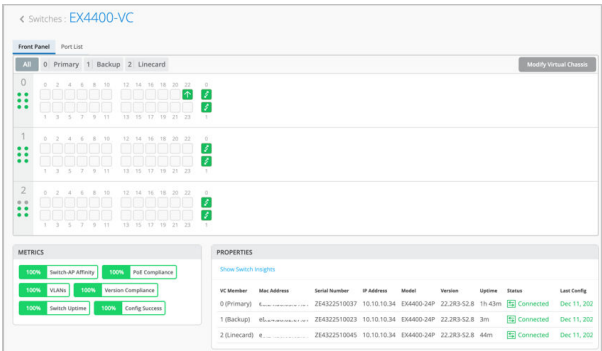 < Switches : EX4400-VC
Front Panel Port List
All 0 Primary 1 Backup 2 Linecard Modify Virtual Chassis
0 0 2 4 6 8 10 12 14 16 18 20 22 0
1 3 5 7 9 11 13 15 17 19 21 23 1
1 0 2 4 6 8 10 12 14 16 18 20 22 0
1 3 5 7 9 11 13 15 17 19 21 23 1
2 0 2 4 6 8 10 12 14 16 18 20 22 0
1 3 5 7 9 11 13 15 17 19 21 23 1
METRICS
100% Switch-AP Affinity 100% PoE Compliance
100% VLANs 100% Version Compliance
100% Switch Uptime 100% Config Success
PROPERTIES
Show Switch Insights
VC Member Mac Address Serial Number IP Address Model Version Uptime Status Last Config
0 (Primary) ZE4322510037 10.10.10.34 EX4400-24P 22.2R3-S2.8 1h 43m Connected Dec 11, 202
1 (Backup) ZE4322510023 10.10.10.34 EX4400-24P 22.2R3-S2.8 3m Connected Dec 11, 202
2 (Linecard) ZE4322510045 10.10.10.34 EX4400-24P 22.2R3-S2.8 44m Connected Dec 11, 202